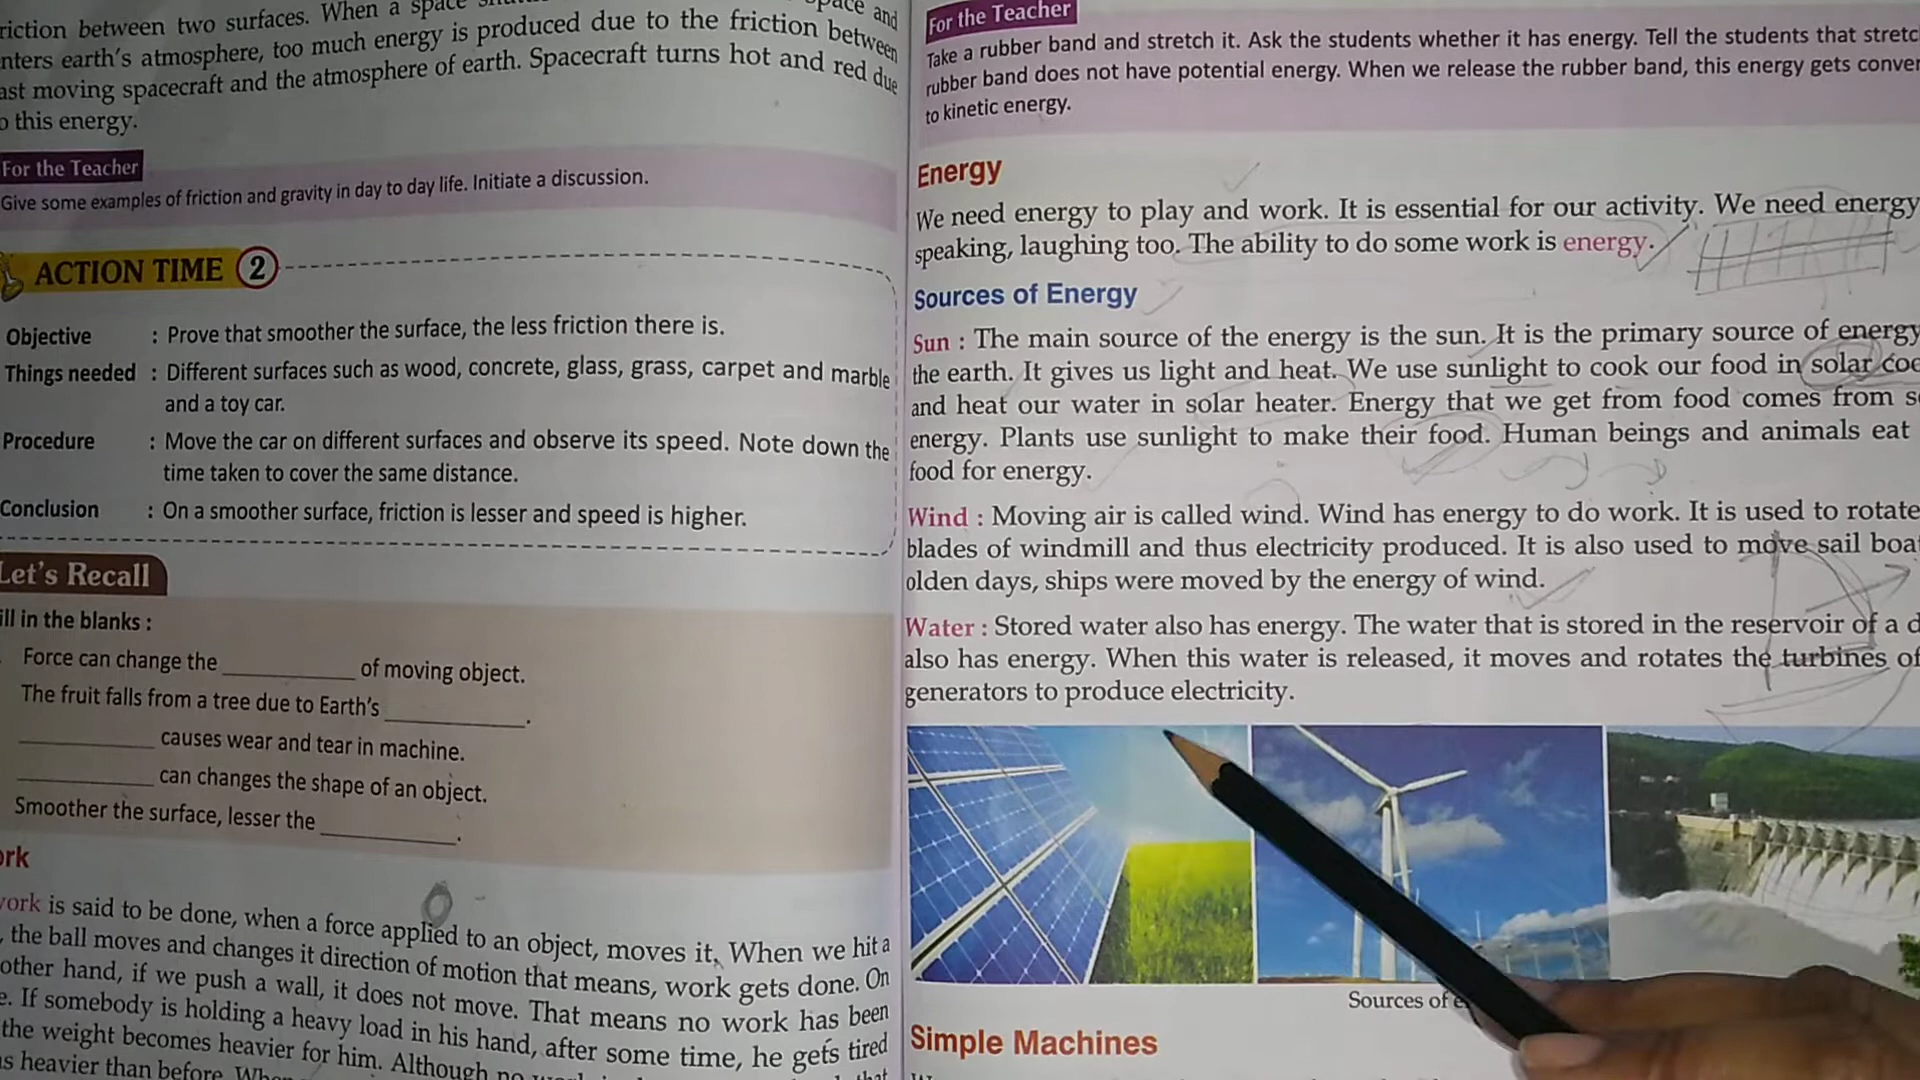 friction between two surfaces. When a space
space and
enters earth's atmosphere, too much energy is produced due to the friction between
fast moving spacecraft and the atmosphere of earth. Spacecraft turns hot and red due
to this energy.
For the Teacher
Give some examples of friction and gravity in day to day life. Initiate a discussion.
ACTION TIME 2
Objective : Prove that smoother the surface, the less friction there is.
Things needed : Different surfaces such as wood, concrete, glass, grass, carpet and marble
and a toy car.
Procedure : Move the car on different surfaces and observe its speed. Note down the
time taken to cover the same distance.
Conclusion : On a smoother surface, friction is lesser and speed is higher.
Let's Recall
ill in the blanks :
Force can change the ____________ of moving object.
The fruit falls from a tree due to Earth's ____________.
____________ causes wear and tear in machine.
____________ can changes the shape of an object.
Smoother the surface, lesser the ____________.
ork
work is said to be done, when a force applied to an object, moves it. When we hit a
, the ball moves and changes it direction of motion that means, work gets done. On
other hand, if we push a wall, it does not move. That means no work has been
e. If somebody is holding a heavy load in his hand, after some time, he gets tired
the weight becomes heavier for him. Although no
as heavier than before.
that
For the Teacher
Take a rubber band and stretch it. Ask the students whether it has energy. Tell the students that stretc
rubber band does not have potential energy. When we release the rubber band, this energy gets conver
to kinetic energy.
Energy
We need energy to play and work. It is essential for our activity. We need energy
speaking, laughing too. The ability to do some work is energy.
Sources of Energy
Sun : The main source of the energy is the sun. It is the primary source of energy
the earth. It gives us light and heat. We use sunlight to cook our food in solar coo
and heat our water in solar heater. Energy that we get from food comes from s
energy. Plants use sunlight to make their food. Human beings and animals eat
food for energy.
Wind : Moving air is called wind. Wind has energy to do work. It is used to rotate
blades of windmill and thus electricity produced. It is also used to move sail boat
olden days, ships were moved by the energy of wind.
Water : Stored water also has energy. The water that is stored in the reservoir of a d
also has energy. When this water is released, it moves and rotates the turbines of
generators to produce electricity.
Sources of e
Simple Machines